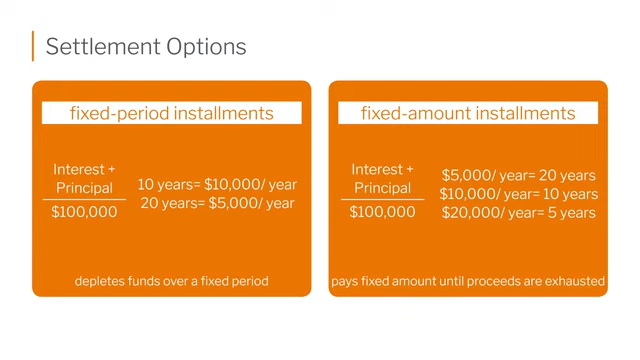 Settlement Options
fixed-period installments
Interest +
Principal
$100,000
10 years= $10,000/ year
20 years= $5,000/ year
depletes funds over a fixed period
fixed-amount installments
Interest +
Principal
$100,000
$5,000/ year= 20 years
$10,000/ year= 10 years
$20,000/ year= 5 years
pays fixed amount until proceeds are exhausted